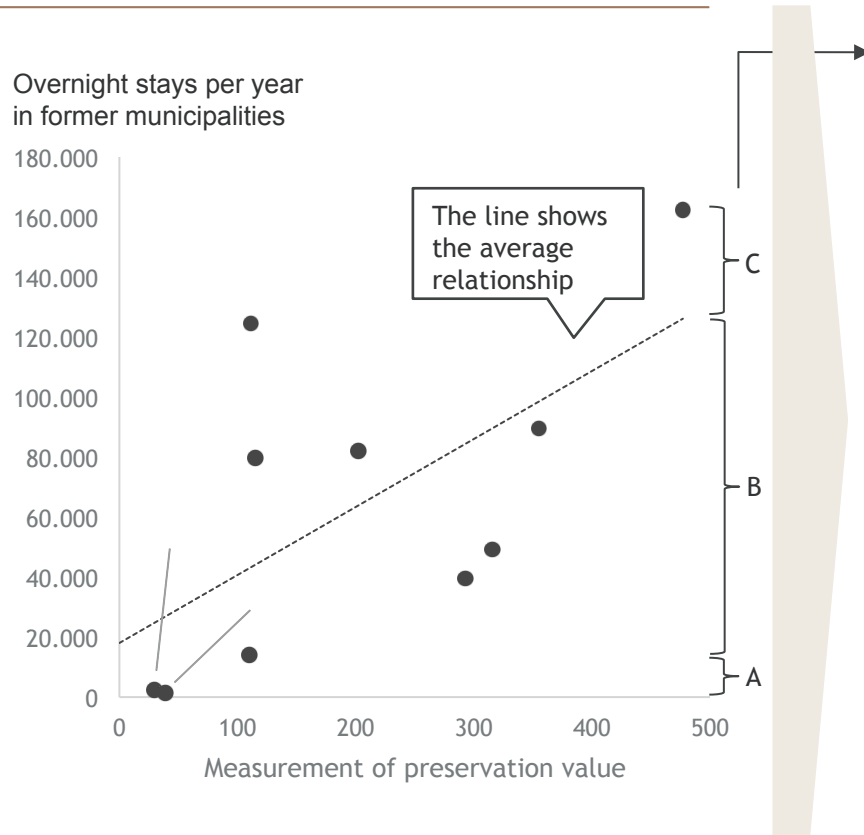 Overnight stays per year
in former municipalities
180.000
160.000
140.000
120.000
100.000
80.000
60.000
40.000
20.000
0
The line shows
the average
relationship
C
B
A
0 100 200 300 400 500
Measurement of preservation value